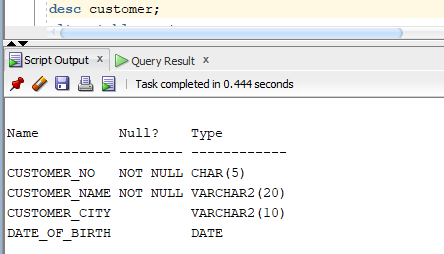 desc customer;
Script Output x Query Result x
Task completed in 0.444 seconds
Name Null? Type
------------- -------- ------------
CUSTOMER_NO NOT NULL CHAR(5)
CUSTOMER_NAME NOT NULL VARCHAR2(20)
CUSTOMER_CITY VARCHAR2(10)
DATE_OF_BIRTH DATE